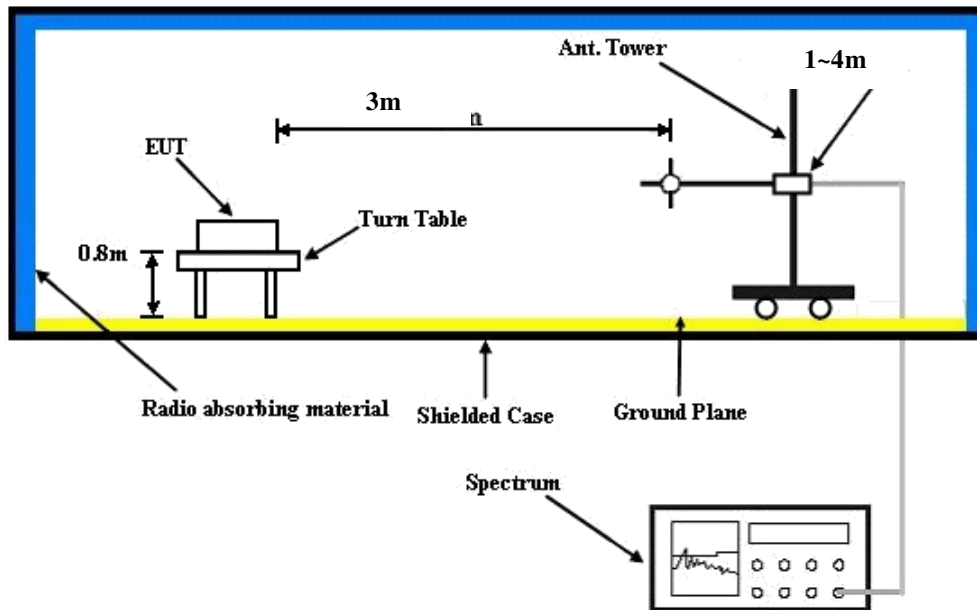 Ant. Tower
1~4m
3m
n
EUT
Turn Table
0.8m
Radio absorbing material
Shielded Case
Ground Plane
Spectrum